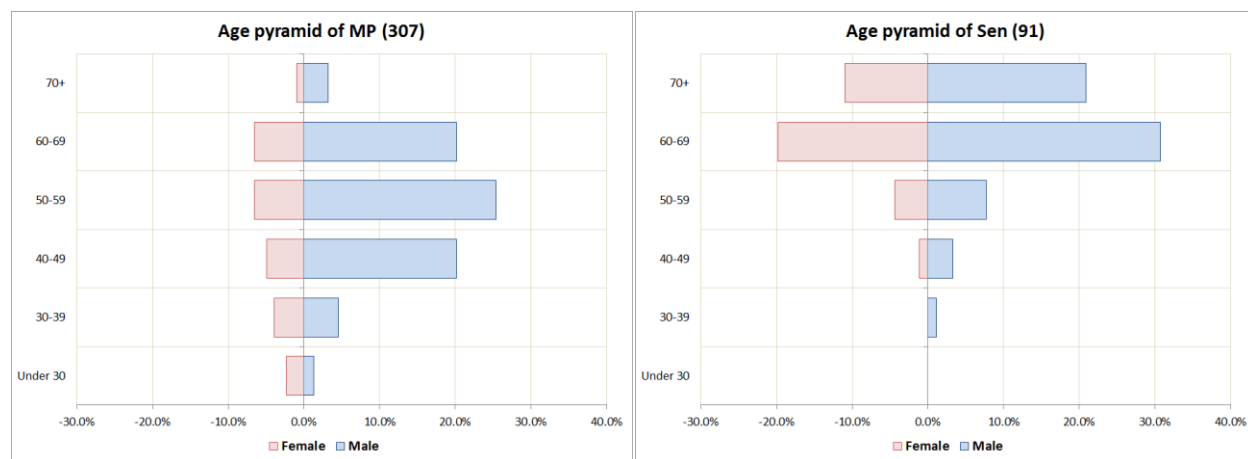 Age pyramid of MP (307)
70+
60-69
50-59
40-49
30-39
Under 30
-30.0% -20.0% -10.0% 0.0% 10.0% 20.0% 30.0% 40.0%
Female Male
Age pyramid of Sen (91)
70+
60-69
50-59
40-49
30-39
Under 30
-30.0% -20.0% -10.0% 0.0% 10.0% 20.0% 30.0% 40.0%
Female Male